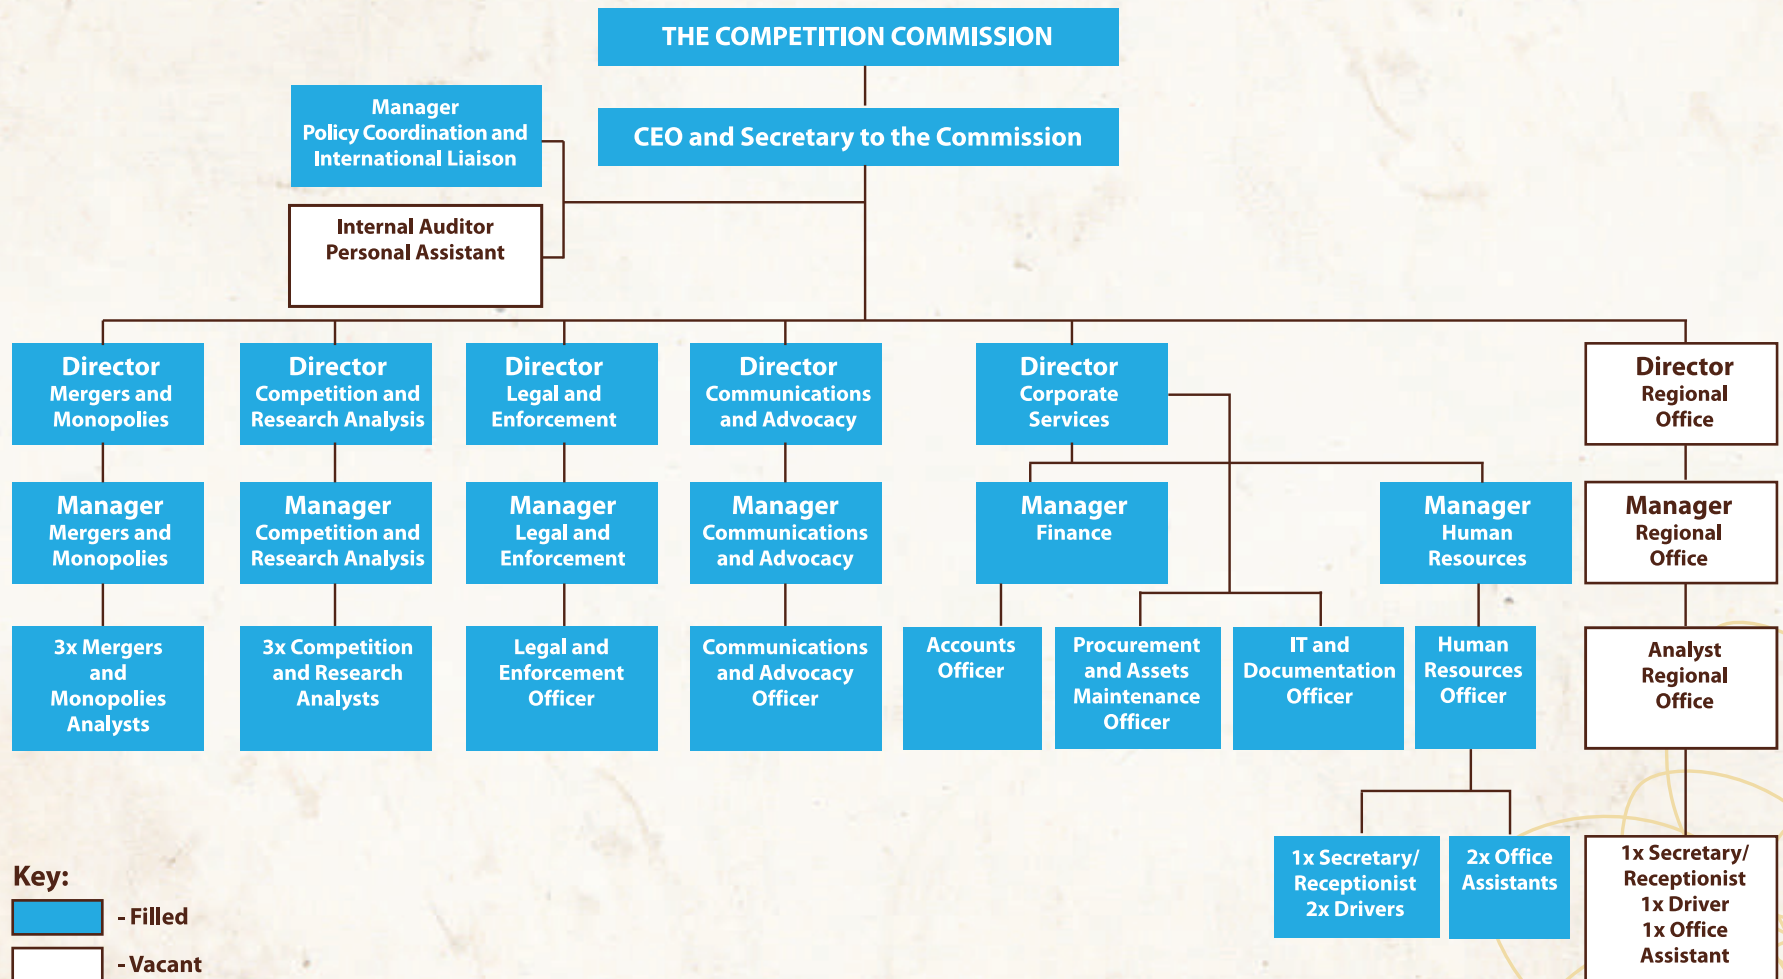 THE COMPETITION COMMISSION
CEO and Secretary to the Commission
Manager
Policy Coordination and
International Liaison
Internal Auditor
Personal Assistant
Director
Mergers and
Monopolies
Director
Competition and
Research Analysis
Director
Legal and
Enforcement
Director
Communications
and Advocacy
Director
Corporate
Services
Director
Regional
Office
Manager
Mergers and
Monopolies
Manager
Competition and
Research Analysis
Manager
Legal and
Enforcement
Manager
Communications
and Advocacy
Manager
Finance
Manager
Human
Resources
Manager
Regional
Office
3x Mergers
and
Monopolies
Analysts
3x Competition
and Research
Analysts
Legal and
Enforcement
Officer
Communications
and Advocacy
Officer
Accounts
Officer
Procurement
and Assets
Maintenance
Officer
IT and
Documentation
Officer
Human
Resources
Officer
Analyst
Regional
Office
1x Secretary/
Receptionist
2x Drivers
2x Office
Assistants
1x Secretary/
Receptionist
1x Driver
1x Office
Assistant
Key:
- Filled
- Vacant